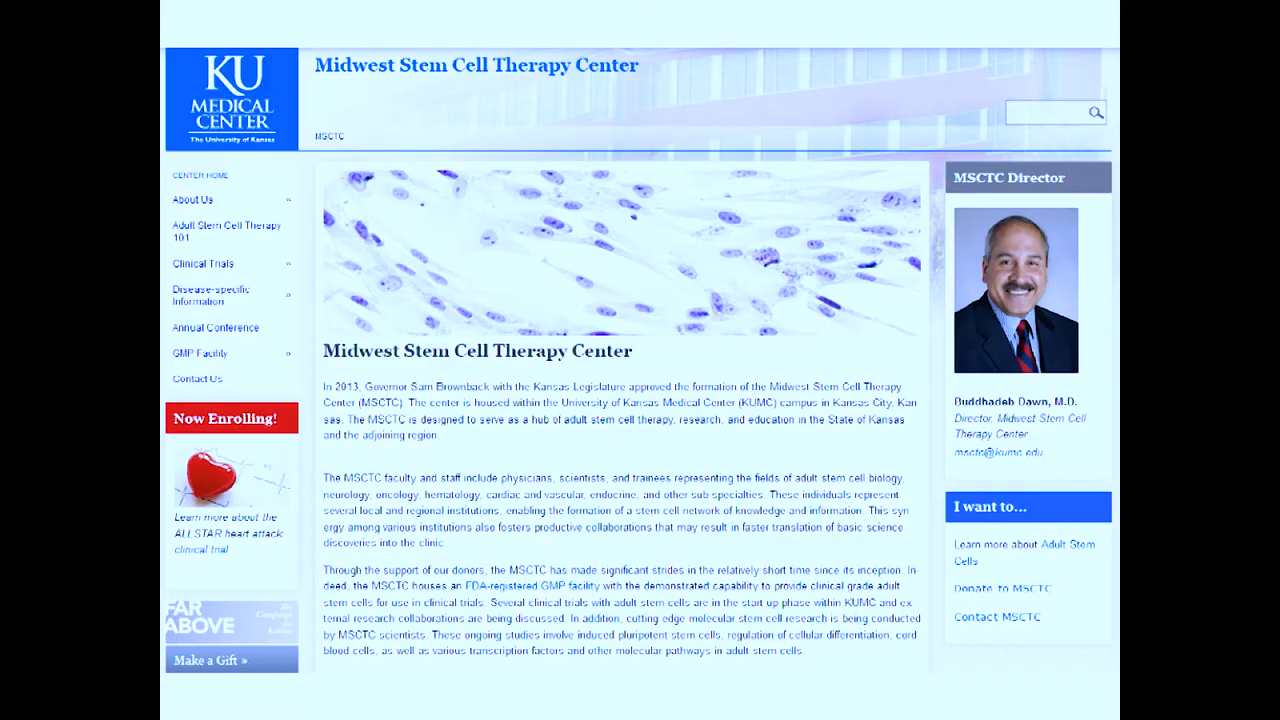 KU
MEDICAL
CENTER
The University of Kansas
Midwest Stem Cell Therapy Center
MSCTC
CENTER HOME
About Us »
Adult Stem Cell Therapy
101
Clinical Trials »
Disease-specific
Information »
Annual Conference
GMP Facility »
Contact Us
Now Enrolling!
Learn more about the
ALLSTAR heart attack
clinical trial
FAR
ABOVE
The
Campaign
for
Kansas
Make a Gift »
Midwest Stem Cell Therapy Center
In 2013, Governor Sam Brownback with the Kansas Legislature approved the formation of the Midwest Stem Cell Therapy
Center (MSCTC). The center is housed within the University of Kansas Medical Center (KUMC) campus in Kansas City, Kan
sas. The MSCTC is designed to serve as a hub of adult stem cell therapy, research, and education in the State of Kansas
and the adjoining region.
The MSCTC faculty and staff include physicians, scientists, and trainees representing the fields of adult stem cell biology,
neurology, oncology, hematology, cardiac and vascular, endocrine, and other sub specialties. These individuals represent
several local and regional institutions, enabling the formation of a stem cell network of knowledge and information. This syn
ergy among various institutions also fosters productive collaborations that may result in faster translation of basic science
discoveries into the clinic.
Through the support of our donors, the MSCTC has made significant strides in the relatively short time since its inception. In-
deed, the MSCTC houses an FDA-registered GMP facility with the demonstrated capability to provide clinical grade adult
stem cells for use in clinical trials. Several clinical trials with adult stem cells are in the start up phase within KUMC and ex
ternal research collaborations are being discussed. In addition, cutting edge molecular stem cell research is being conducted
by MSCTC scientists. These ongoing studies involve induced pluripotent stem cells, regulation of cellular differentiation, cord
blood cells, as well as various transcription factors and other molecular pathways in adult stem cells.
MSCTC Director
Buddhadeb Dawn, M.D.
Director, Midwest Stem Cell
Therapy Center
msctc@kumc.edu
I want to...
Learn more about Adult Stem
Cells
Donate to MSCTC
Contact MSCTC